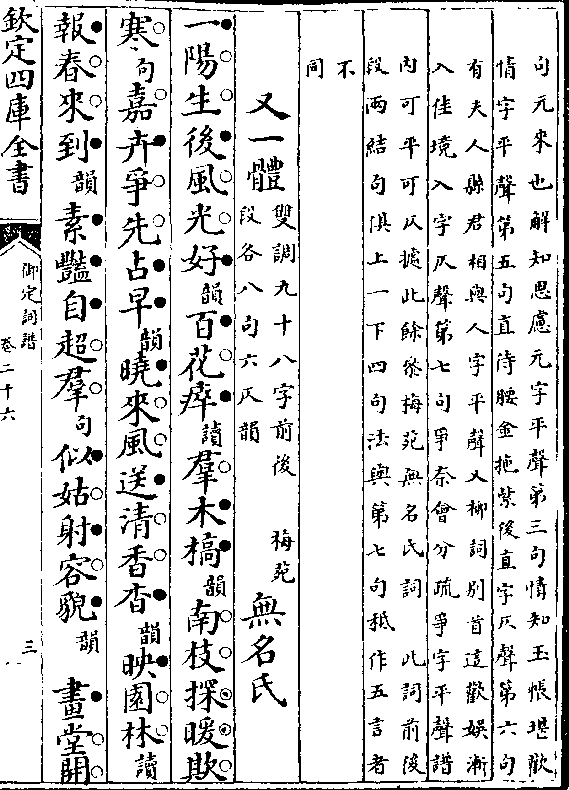 句元來也解知思慮元字平聲第三句情知玉帳堪歡
情字平聲第五句直待腰金拖紫後直字仄聲第六句
有夫人縣君相與人字平聲又柳詞别首這歡娱漸
入佳境入字仄聲第七句爭奈會分疏爭字平聲譜
内可平可仄據此餘參梅苑無名氏詞 此詞前後
段兩結句俱上一下四句法與第七句秪作五言者
不
同
又一體 雙調九十八字前後段各八句六仄韻 梅苑 無名氏
一陽生後風光好韻百花瘁讀羣木槁韻南枝探暖欺
寒句嘉卉爭先占早韻曉來風送清香杳韻映園林讀
報春來到韻素豔自超羣句似姑射容貌韻 畫堂開
欽定四庫全書
御定詞譜
卷二十六
三